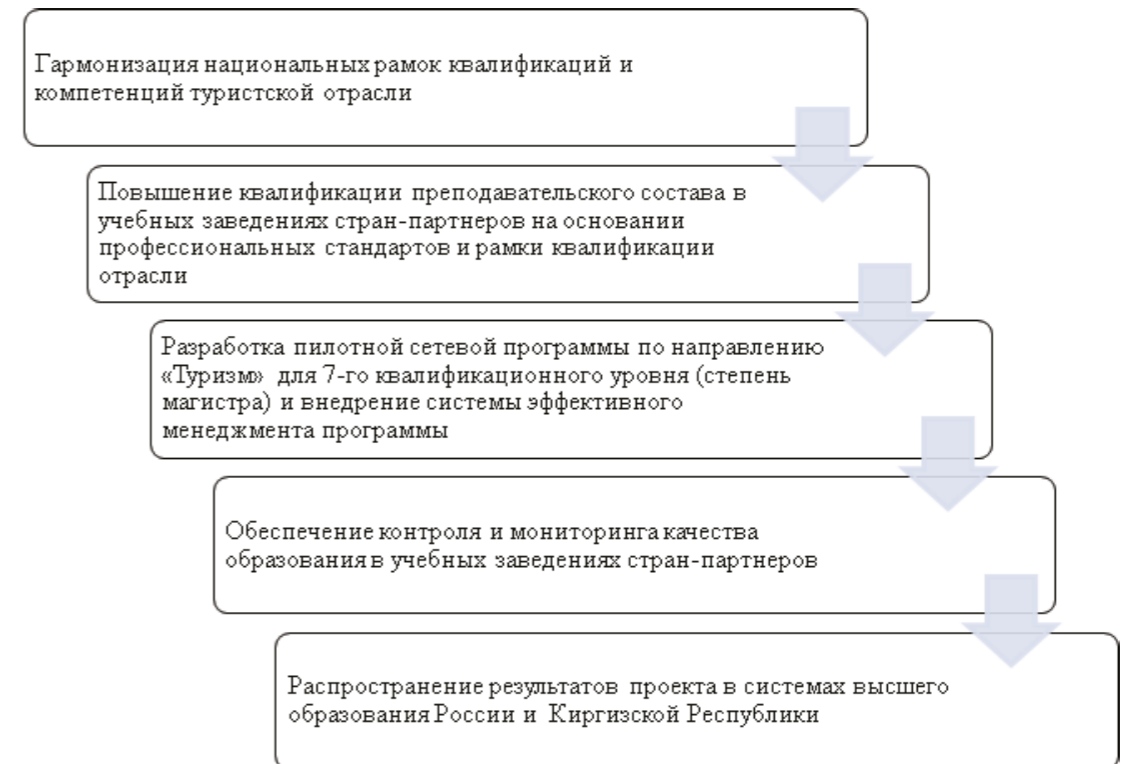 Гармонизация национальных рамок квалификаций и
компетенций туристской отрасли
Повышение квалификации преподавательского состава в
учебных заведениях стран-партнеров на основании
профессиональных стандартов и рамки квалификации
отрасли
Разработка пилотной сетевой программы по направлению
«Туризм» для 7-го квалификационного уровня (степень
магистра) и внедрение системы эффективного
менеджмента программы
Обеспечение контроля и мониторинга качества
образования в учебных заведениях стран-партнеров
Распространение результатов проекта в системах высшего
образования России и Киргизской Республики